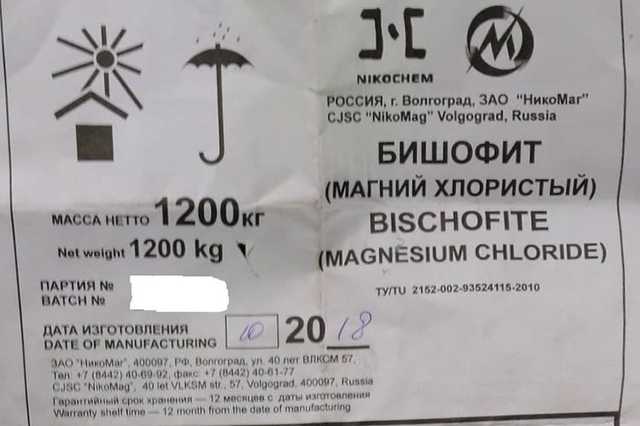 NIKOCHEM
РОССИЯ, г. Волгоград, ЗАО "НикоМаг"
CJSC "NikoMag" Volgograd, Russia
БИШОФИТ
(МАГНИЙ ХЛОРИСТЫЙ)
BISCHOFITE
(MAGNESIUM CHLORIDE)
ТУ/TU 2152-002-93524115-2010
МАССА НЕТТО 1200кг
Net weight 1200 kg
ПАРТИЯ №
BATCH №
ДАТА ИЗГОТОВЛЕНИЯ
DATE OF MANUFACTURING 10 2018
ЗАО "НикоМаг", 400097, РФ, Волгоград, ул. 40 лет ВЛКСМ 57,
Тел. +7 (8442) 40-69-92, факс: +7 (8442) 40-61-77
CJSC "NikoMag", 40 let VLKSM str., 57, Volgograd, 400097, Russia
Гарантийный срок хранения — 12 месяцев с даты изготовления
Warranty shelf time — 12 month from the date of manufacturing